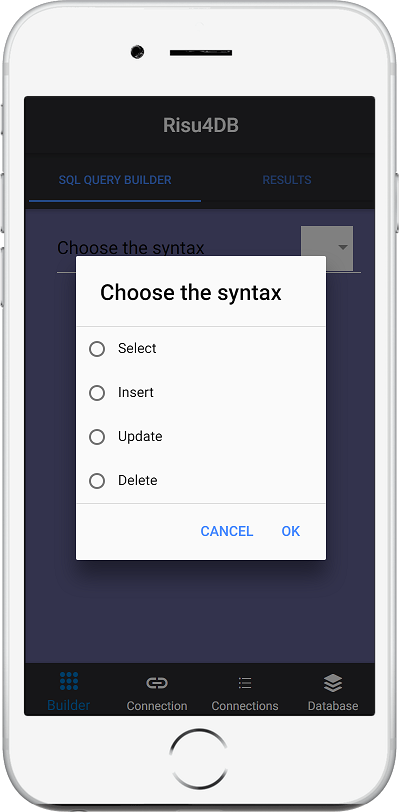 Risu4DB
SQL QUERY BUILDER
RESULTS
Choose the syntax
Choose the syntax
Select
Insert
Update
Delete
CANCEL OK
Builder Connection Connections Database